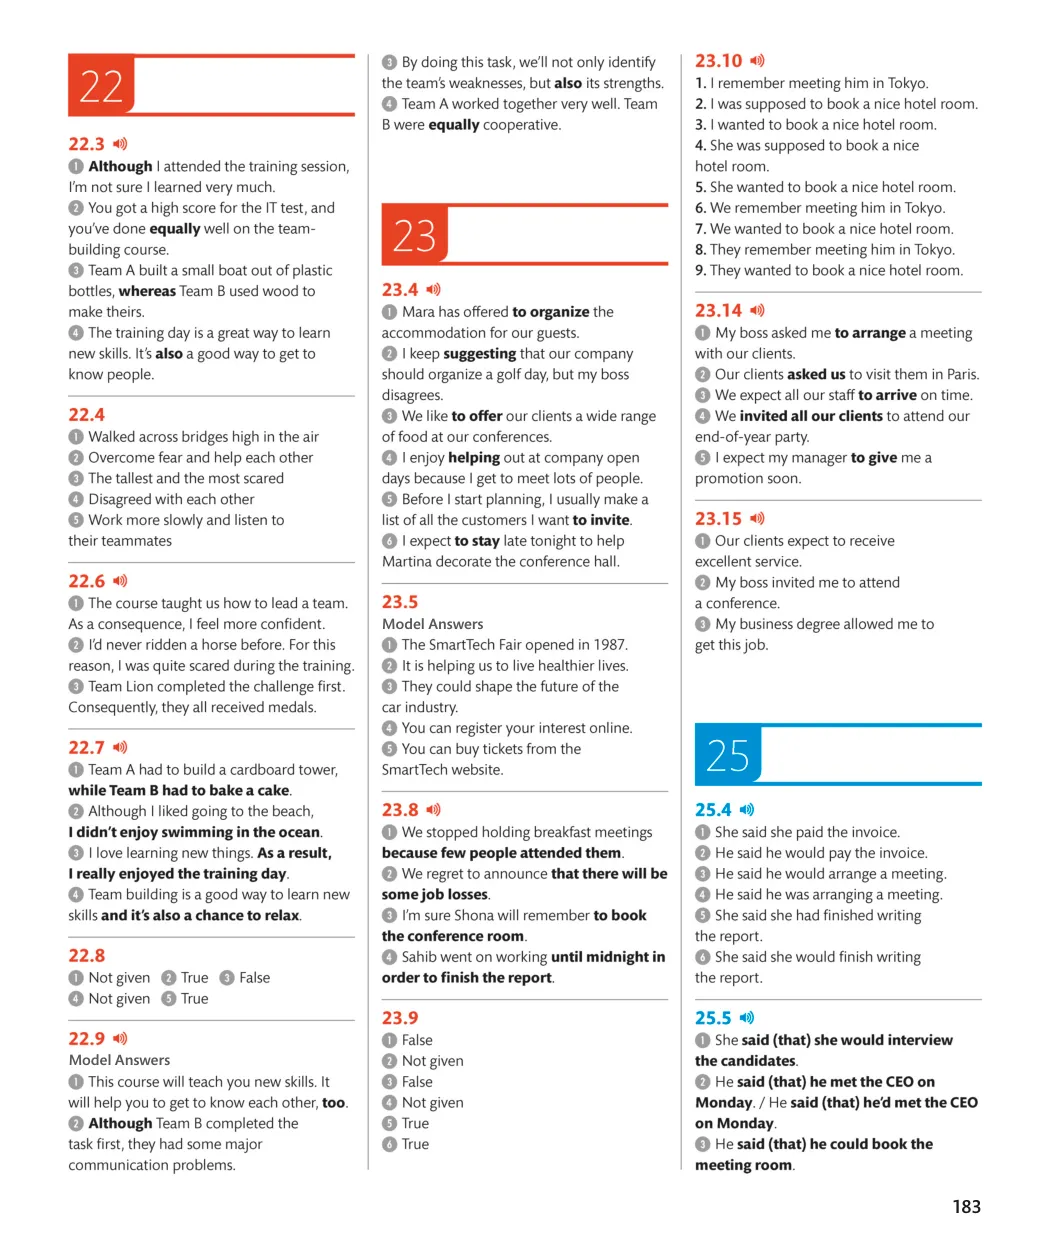 22
22.3
1 Although I attended the training session,
I'm not sure I learned very much.
2 You got a high score for the IT test, and
you've done equally well on the team-
building course.
3 Team A built a small boat out of plastic
bottles, whereas Team B used wood to
make theirs.
4 The training day is a great way to learn
new skills. It's also a good way to get to
know people.
22.4
1 Walked across bridges high in the air
2 Overcome fear and help each other
3 The tallest and the most scared
4 Disagreed with each other
5 Work more slowly and listen to
their teammates
22.6
1 The course taught us how to lead a team.
As a consequence, I feel more confident.
2 I'd never ridden a horse before. For this
reason, I was quite scared during the training.
3 Team Lion completed the challenge first.
Consequently, they all received medals.
22.7
1 Team A had to build a cardboard tower,
while Team B had to bake a cake.
2 Although I liked going to the beach,
I didn't enjoy swimming in the ocean.
3 I love learning new things. As a result,
I really enjoyed the training day.
4 Team building is a good way to learn new
skills and it's also a chance to relax.
22.8
1 Not given 2 True 3 False
4 Not given 5 True
22.9
Model Answers
1 This course will teach you new skills. It
will help you to get to know each other, too.
2 Although Team B completed the
task first, they had some major
communication problems.
3 By doing this task, we'll not only identify
the team's weaknesses, but also its strengths.
4 Team A worked together very well. Team
B were equally cooperative.
23
23.4
1 Mara has offered to organize the
accommodation for our guests.
2 I keep suggesting that our company
should organize a golf day, but my boss
disagrees.
3 We like to offer our clients a wide range
of food at our conferences.
4 I enjoy helping out at company open
days because I get to meet lots of people.
5 Before I start planning, I usually make a
list of all the customers I want to invite.
6 I expect to stay late tonight to help
Martina decorate the conference hall.
23.5
Model Answers
1 The SmartTech Fair opened in 1987.
2 It is helping us to live healthier lives.
3 They could shape the future of the
car industry.
4 You can register your interest online.
5 You can buy tickets from the
SmartTech website.
23.8
1 We stopped holding breakfast meetings
because few people attended them.
2 We regret to announce that there will be
some job losses.
3 I'm sure Shona will remember to book
the conference room.
4 Sahib went on working until midnight in
order to finish the report.
23.9
1 False
2 Not given
3 False
4 Not given
5 True
6 True
23.10
1. I remember meeting him in Tokyo.
2. I was supposed to book a nice hotel room.
3. I wanted to book a nice hotel room.
4. She was supposed to book a nice
hotel room.
5. She wanted to book a nice hotel room.
6. We remember meeting him in Tokyo.
7. We wanted to book a nice hotel room.
8. They remember meeting him in Tokyo.
9. They wanted to book a nice hotel room.
23.14
1 My boss asked me to arrange a meeting
with our clients.
2 Our clients asked us to visit them in Paris.
3 We expect all our staff to arrive on time.
4 We invited all our clients to attend our
end-of-year party.
5 I expect my manager to give me a
promotion soon.
23.15
1 Our clients expect to receive
excellent service.
2 My boss invited me to attend
a conference.
3 My business degree allowed me to
get this job.
25
25.4
1 She said she paid the invoice.
2 He said he would pay the invoice.
3 He said he would arrange a meeting.
4 He said he was arranging a meeting.
5 She said she had finished writing
the report.
6 She said she would finish writing
the report.
25.5
1 She said (that) she would interview
the candidates.
2 He said (that) he met the CEO on
Monday. / He said (that) he'd met the CEO
on Monday.
3 He said (that) he could book the
meeting room.
183